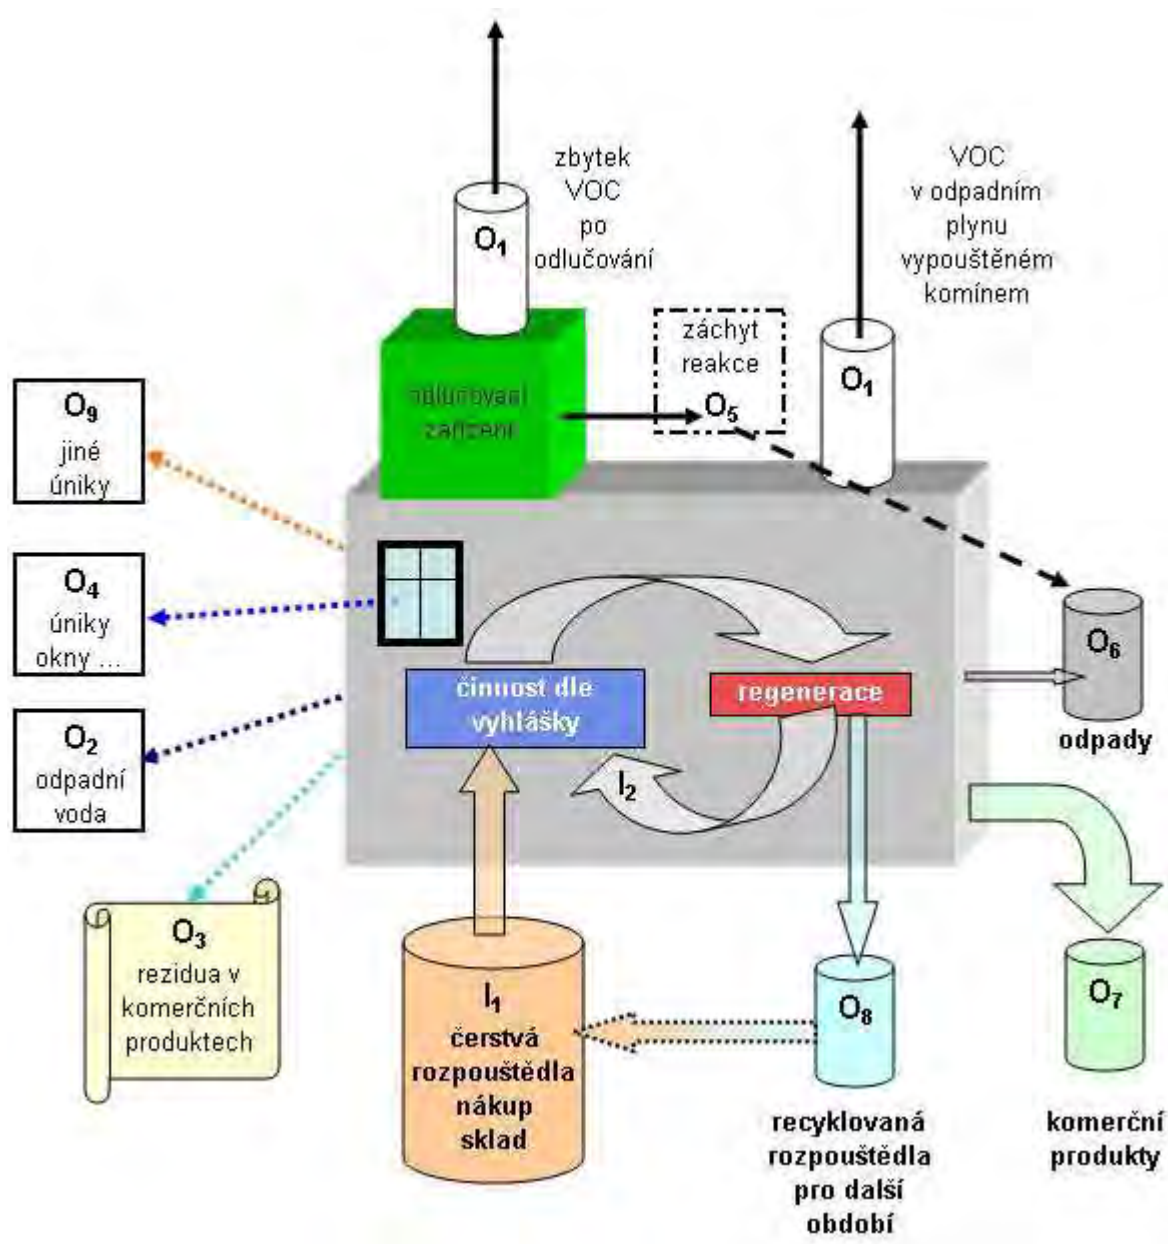 zbytek
VOC
po
odlučování
O₁
VOC
v odpadním
plynu
vypouštěném
komínem
O₁
záchyt
reakce
O₅
odlučovací
zařízení
O₉
jiné
úniky
O₄
úniky
okny ...
O₂
odpadní
voda
O₃
rezidua v
komerčních
produktech
činnost dle
vyhlášky
regenerace
I₂
O₆
odpady
I₁
čerstvá
rozpouštědla
nákup
sklad
O₈
recyklovaná
rozpouštědla
pro další
období
O₇
komerční
produkty